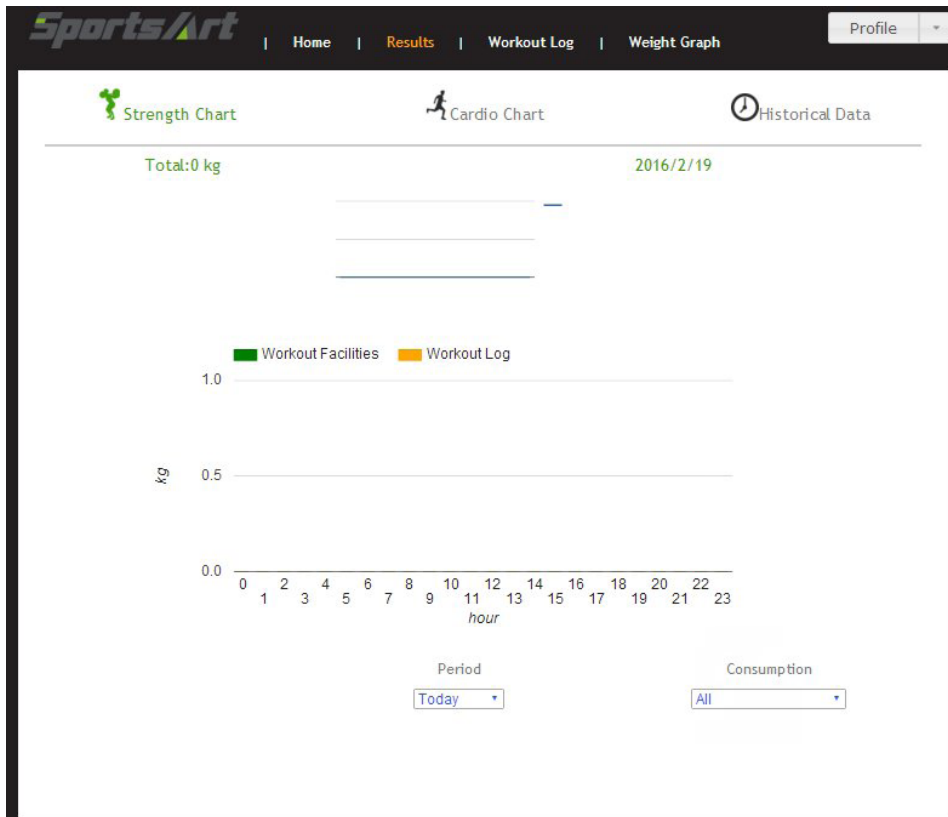 SportsArt
| Home | Results | Workout Log | Weight Graph
Profile
Strength Chart
Cardio Chart
Historical Data
Total:0 kg
2016/2/19
Workout Facilities
Workout Log
1.0
0.5
0.0
kg
0 1 2 3 4 5 6 7 8 9 10 11 12 13 14 15 16 17 18 19 20 21 22 23
hour
Period
Consumption
Today
All